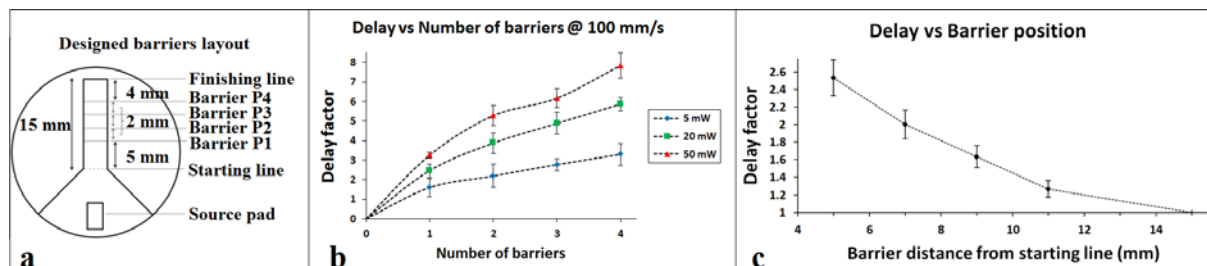 Designed barriers layout
Finishing line
4 mm
Barrier P4
Barrier P3
15 mm
2 mm
Barrier P2
Barrier P1
5 mm
Starting line
Source pad
a
Delay vs Number of barriers @ 100 mm/s
Delay factor
8
7
6
5
4
3
2
1
0
0 1 2 3 4
Number of barriers
5 mW
20 mW
50 mW
b
Delay vs Barrier position
Delay factor
2.6
2.4
2.2
2
1.8
1.6
1.4
1.2
1
4 6 8 10 12 14
Barrier distance from starting line (mm)
c